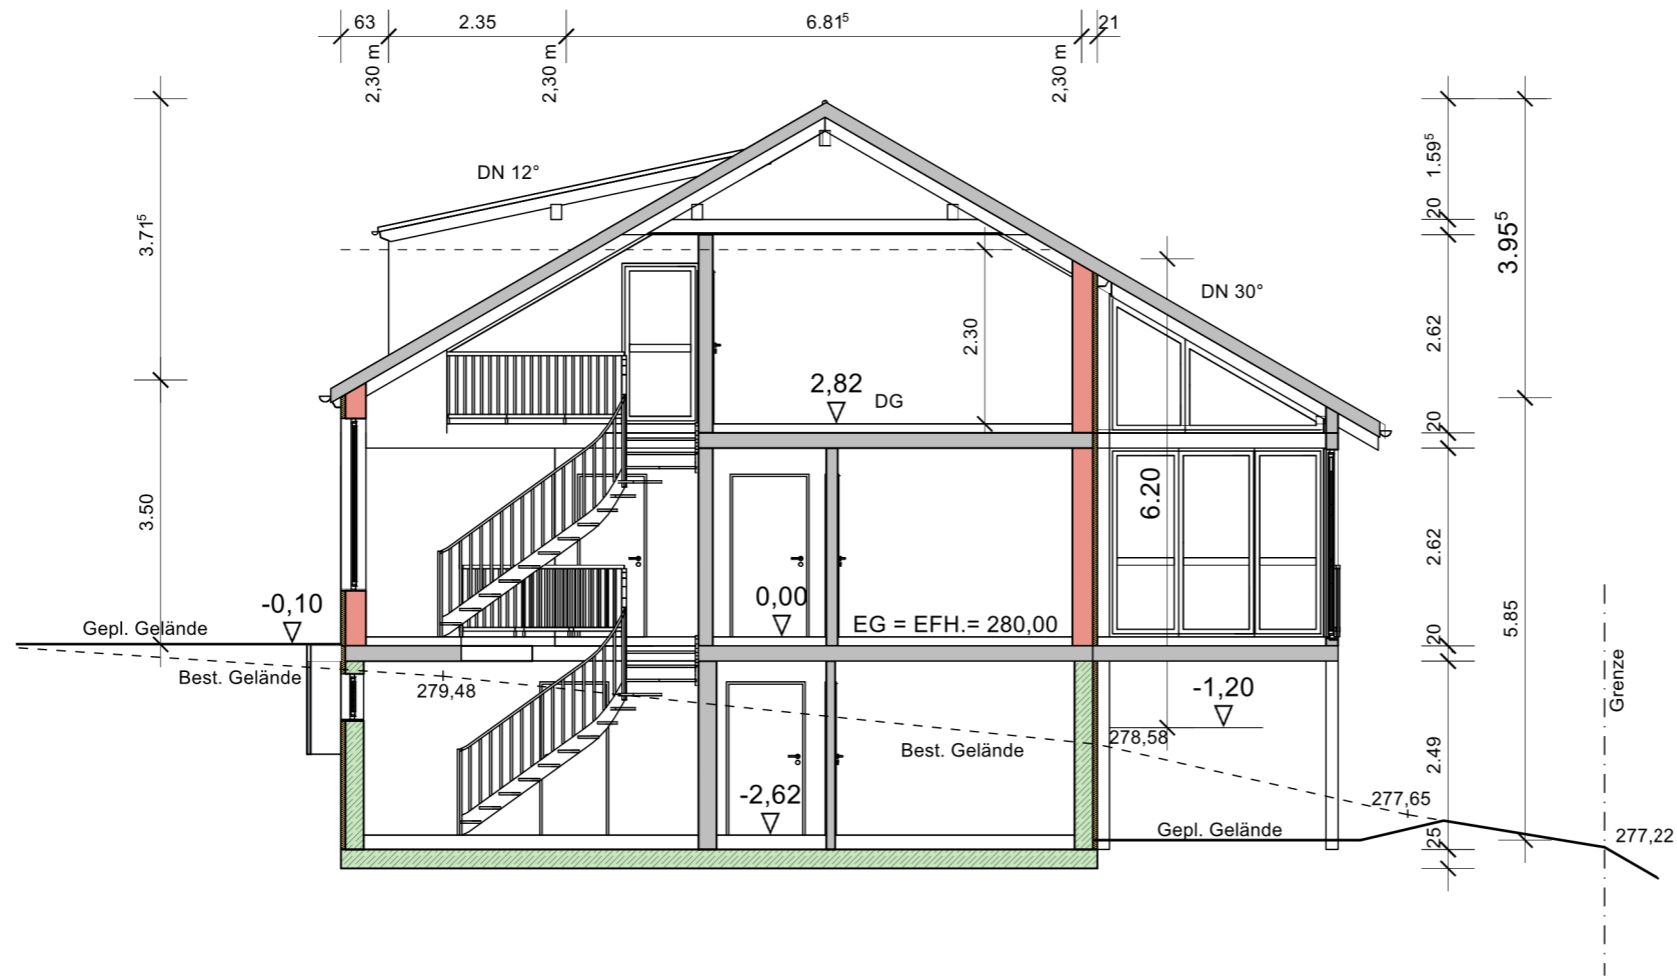 63
2.35
6.81⁵
21
2,30 m
2,30 m
2,30 m
DN 12°
3.71⁵
1.59⁵
20
3.95⁵
DN 30°
2.30
2.62
2,82
DG
20
3.50
6.20
2.62
-0,10
0,00
EG = EFH.= 280,00
5.85
Gepl. Gelände
20
Best. Gelände
279,48
-1,20
Grenze
278,58
Best. Gelände
2.49
-2,62
277,65
Gepl. Gelände
25
277,22